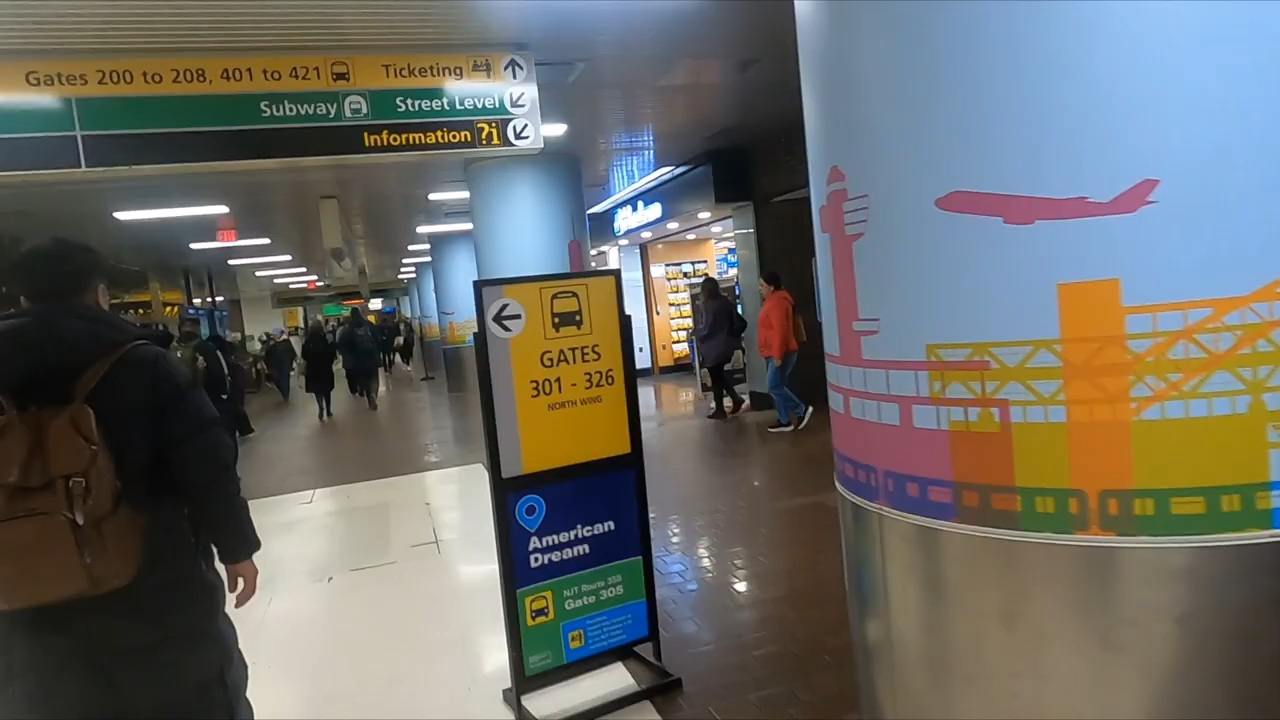 Gates 200 to 208, 401 to 421 Ticketing
Subway Street Level
Information ?i
EXIT
Hudson
GATES
301 - 326
NORTH WING
American
Dream
NJT Route 355
Gate 305